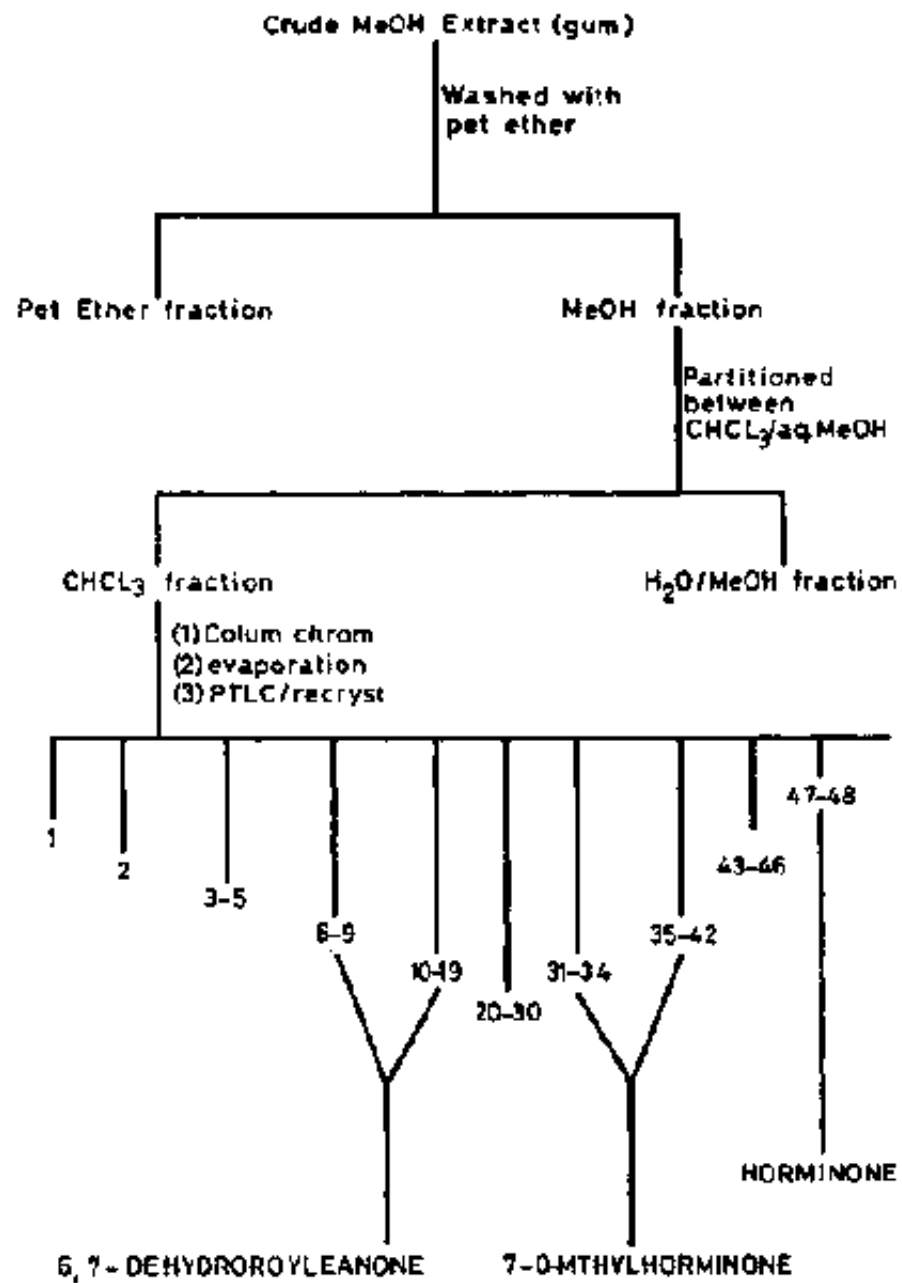 Crude MeOH Extract (gum)
Washed with
pet ether
Pet Ether fraction
MeOH fraction
Partitioned
between
CHCL3/aq.MeOH
CHCL3 fraction
H2O/MeOH fraction
(1) Colum chrom
(2) evaporation
(3) PTLC/recryst
1
2
3-5
6-9
10-19
20-30
31-34
35-42
43-46
47-48
HORMINONE
6,7-DEHYDROROYLEANONE
7-O-MTHYLHORMINONE